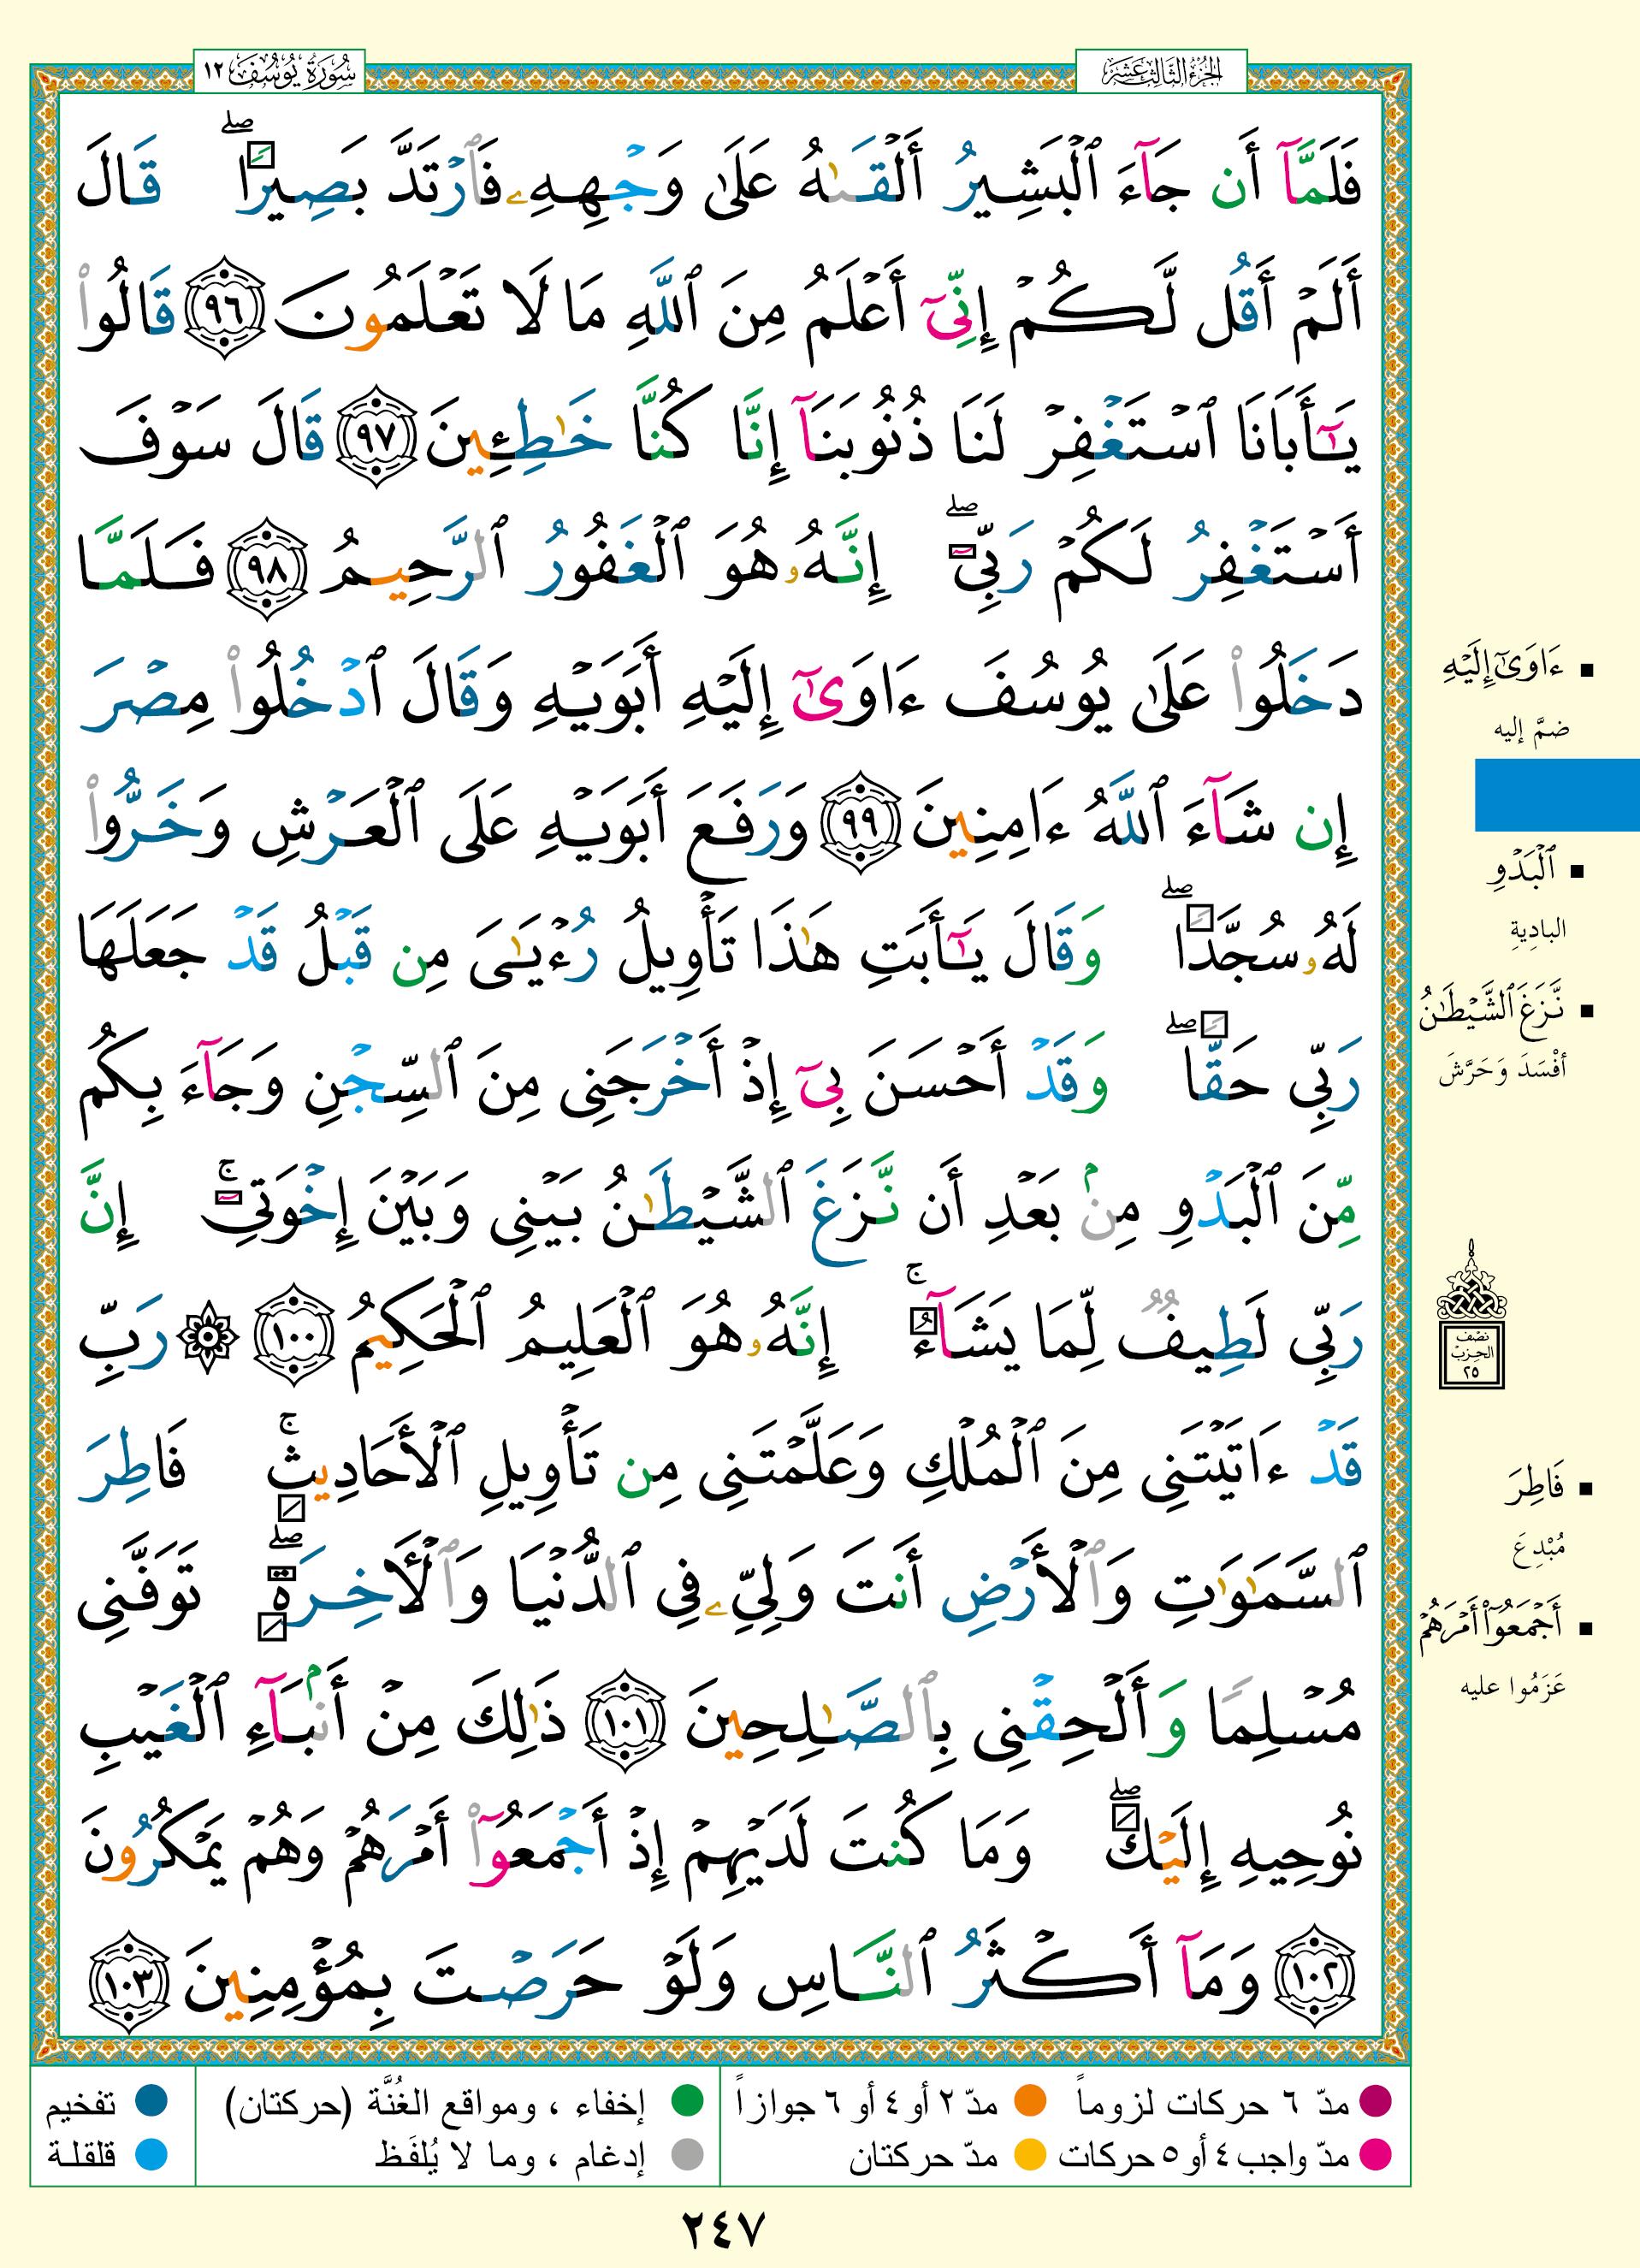 الجزء الثالث عشر
سورة يوسف ١٢
فَلَمَّآ أَن جَآءَ ٱلْبَشِيرُ أَلْقَىٰهُ عَلَىٰ وَجْهِهِۦ فَٱرْتَدَّ بَصِيرًا ۖ قَالَ
أَلَمْ أَقُل لَّكُمْ إِنِّىٓ أَعْلَمُ مِنَ ٱللَّهِ مَا لَا تَعْلَمُونَ ٩٦ قَالُوا۟
يَـٰٓأَبَانَا ٱسْتَغْفِرْ لَنَا ذُنُوبَنَآ إِنَّا كُنَّا خَـٰطِـِٔينَ ٩٧ قَالَ سَوْفَ
أَسْتَغْفِرُ لَكُمْ رَبِّىٓ ۖ إِنَّهُۥ هُوَ ٱلْغَفُورُ ٱلرَّحِيمُ ٩٨ فَلَمَّا
دَخَلُوا۟ عَلَىٰ يُوسُفَ ءَاوَىٰٓ إِلَيْهِ أَبَوَيْهِ وَقَالَ ٱدْخُلُوا۟ مِصْرَ
إِن شَآءَ ٱللَّهُ ءَامِنِينَ ٩٩ وَرَفَعَ أَبَوَيْهِ عَلَى ٱلْعَرْشِ وَخَرُّوا۟
لَهُۥ سُجَّدًا ۖ وَقَالَ يَـٰٓأَبَتِ هَـٰذَا تَأْوِيلُ رُءْيَـٰىَ مِن قَبْلُ قَدْ جَعَلَهَا
رَبِّى حَقًّا ۖ وَقَدْ أَحْسَنَ بِىٓ إِذْ أَخْرَجَنِى مِنَ ٱلسِّجْنِ وَجَآءَ بِكُم
مِّنَ ٱلْبَدْوِ مِنۢ بَعْدِ أَن نَّزَغَ ٱلشَّيْطَـٰنُ بَيْنِى وَبَيْنَ إِخْوَتِىٓ ۚ إِنَّ
رَبِّى لَطِيفٌ لِّمَا يَشَآءُ ۚ إِنَّهُۥ هُوَ ٱلْعَلِيمُ ٱلْحَكِيمُ ١٠٠ ۞ رَبِّ
قَدْ ءَاتَيْتَنِى مِنَ ٱلْمُلْكِ وَعَلَّمْتَنِى مِن تَأْوِيلِ ٱلْأَحَادِيثِ ۚ فَاطِرَ
ٱلسَّمَـٰوَٰتِ وَٱلْأَرْضِ أَنتَ وَلِىِّۦ فِى ٱلدُّنْيَا وَٱلْـَٔاخِرَةِ ۖ تَوَفَّنِى
مُسْلِمًا وَأَلْحِقْنِى بِٱلصَّـٰلِحِينَ ١٠١ ذَٰلِكَ مِنْ أَنۢبَآءِ ٱلْغَيْبِ
نُوحِيهِ إِلَيْكَ ۖ وَمَا كُنتَ لَدَيْهِمْ إِذْ أَجْمَعُوٓا۟ أَمْرَهُمْ وَهُمْ يَمْكُرُونَ
١٠٢ وَمَآ أَكْثَرُ ٱلنَّاسِ وَلَوْ حَرَصْتَ بِمُؤْمِنِينَ ١٠٣
ءَاوَىٰٓ إِلَيْهِ
ضمَّ إليه
ٱلْبَدْوِ
البادِيةِ
نَّزَغَ ٱلشَّيْطَـٰنُ
أفْسَدَ وَحَرَّشَ
نصف
الحزب
٢٥
فَاطِرَ
مُبْدِعَ
أَجْمَعُوٓا۟ أَمْرَهُمْ
عَزَمُوا عليه
مدّ ٦ حركات لزوماً
مدّ ٢ أو ٤ أو ٦ جوازاً
إخفاء ، ومواقع الغُنَّة (حركتان)
تفخيم
مدّ واجب ٤ أو ٥ حركات
مدّ حركتان
إدغام ، وما لا يُلفَظ
قلقلة
٢٤٧